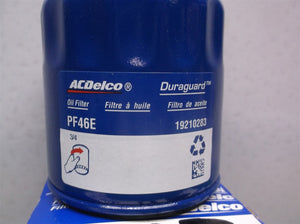 ACDelco® Duraguard™
Oil Filter Filtre à huile Filtro de aceite
PF46E 19210283
3/4